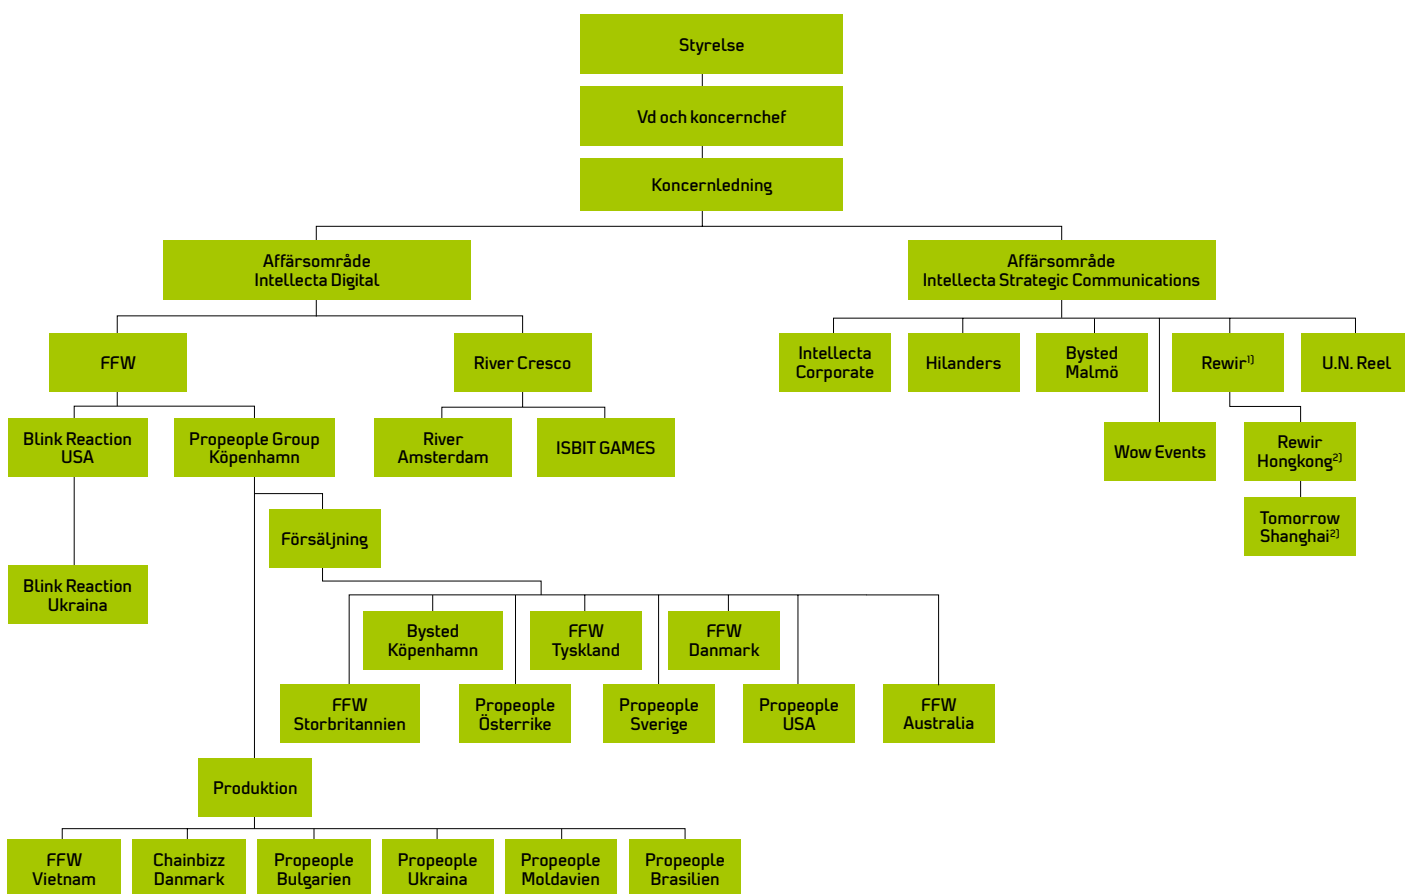 Styrelse
Vd och koncernchef
Koncernledning
Affärsområde
Intellecta Digital
Affärsområde
Intellecta Strategic Communications
FFW
River Cresco
Intellecta
Corporate
Hilanders
Bysted
Malmö
Rewir¹⁾
U.N. Reel
Blink Reaction
USA
Propeople Group
Köpenhamn
River
Amsterdam
ISBIT GAMES
Wow Events
Rewir
Hongkong²⁾
Försäljning
Tomorrow
Shanghai²⁾
Blink Reaction
Ukraina
Bysted
Köpenhamn
FFW
Tyskland
FFW
Danmark
FFW
Storbritannien
Propeople
Österrike
Propeople
Sverige
Propeople
USA
FFW
Australia
Produktion
FFW
Vietnam
Chainbizz
Danmark
Propeople
Bulgarien
Propeople
Ukraina
Propeople
Moldavien
Propeople
Brasilien